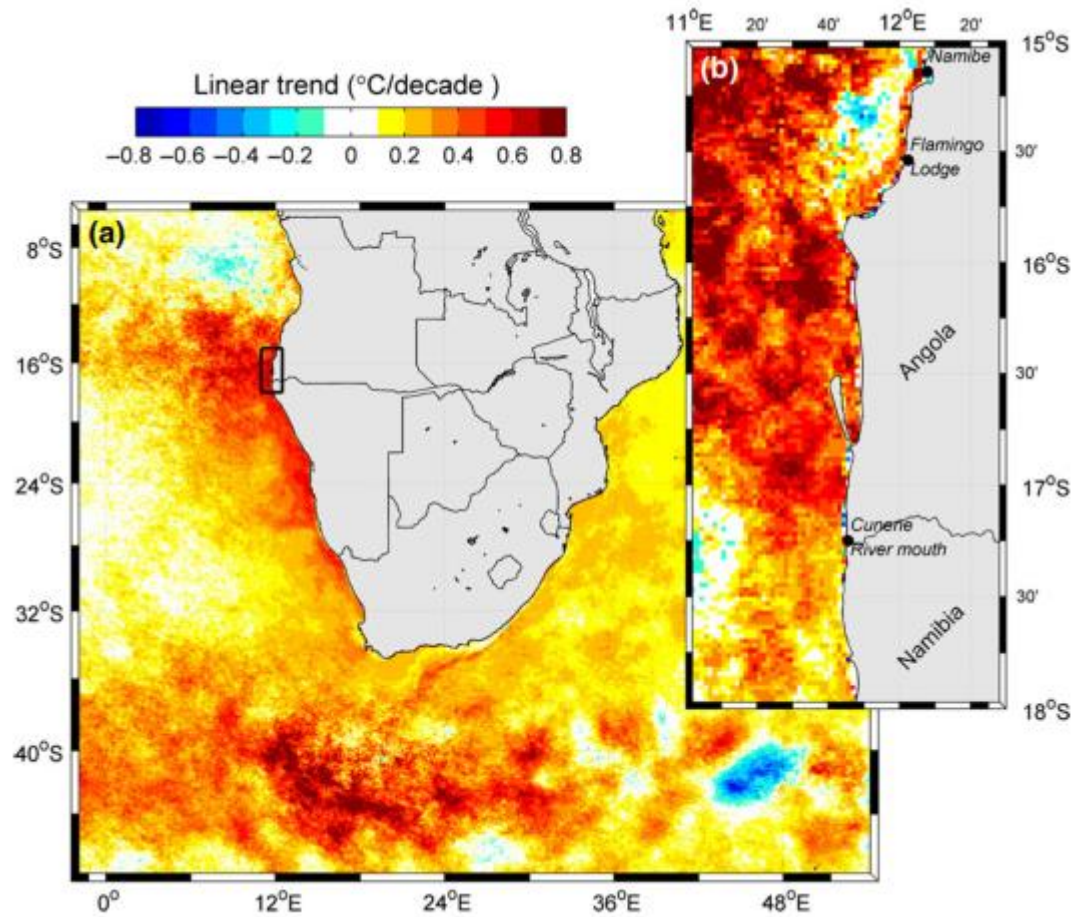 11°E 20' 40' 12°E 20'
Linear trend (°C/decade )
−0.8 −0.6 −0.4 −0.2 0 0.2 0.4 0.6 0.8
(b)
Namibe
Flamingo
Lodge
Angola
Cunene
River mouth
Namibia
15°S
30'
16°S
30'
17°S
30'
18°S
(a)
8°S
16°S
24°S
32°S
40°S
0° 12°E 24°E 36°E 48°E